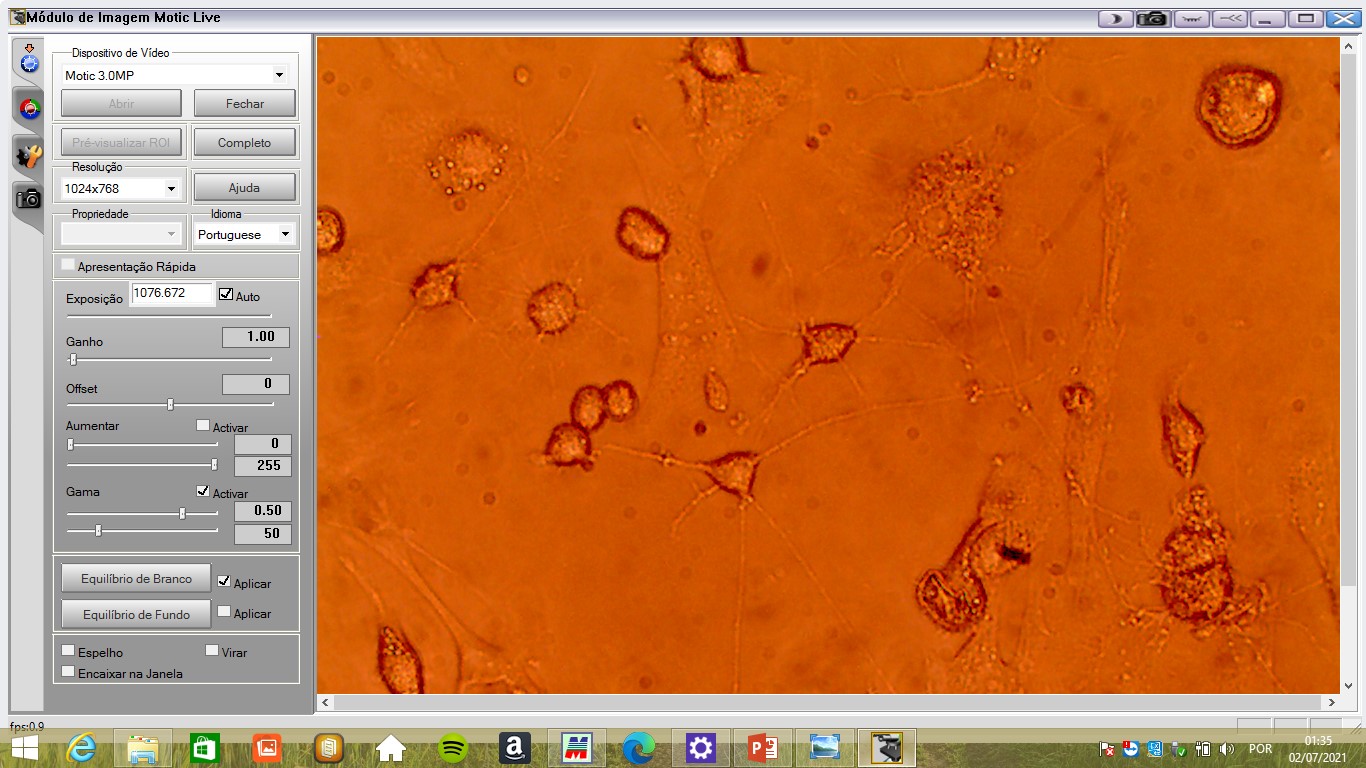 Módulo de Imagem Motic Live
Dispositivo de Vídeo
Motic 3.0MP
Abrir
Fechar
Pré-visualizar ROI
Completo
Resolução
1024x768
Ajuda
Propriedade
Idioma
Portuguese
Apresentação Rápida
Exposição
1076.672
Auto
Ganho
1.00
Offset
0
Aumentar
Activar
0
255
Gama
Activar
0.50
50
Equilíbrio de Branco
Aplicar
Equilíbrio de Fundo
Aplicar
Espelho
Virar
Encaixar na Janela
fps:0.9
POR
01:35
02/07/2021